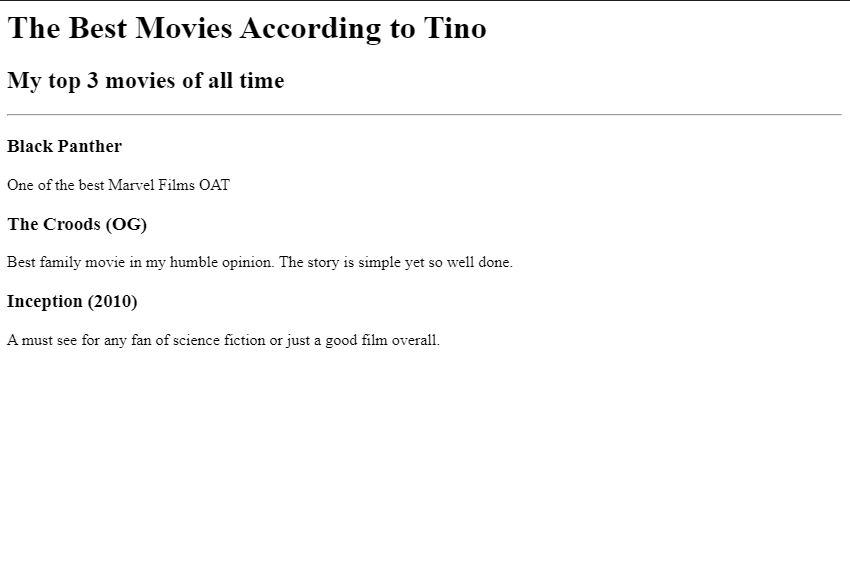 The Best Movies According to Tino
My top 3 movies of all time
Black Panther
One of the best Marvel Films OAT
The Croods (OG)
Best family movie in my humble opinion. The story is simple yet so well done.
Inception (2010)
A must see for any fan of science fiction or just a good film overall.